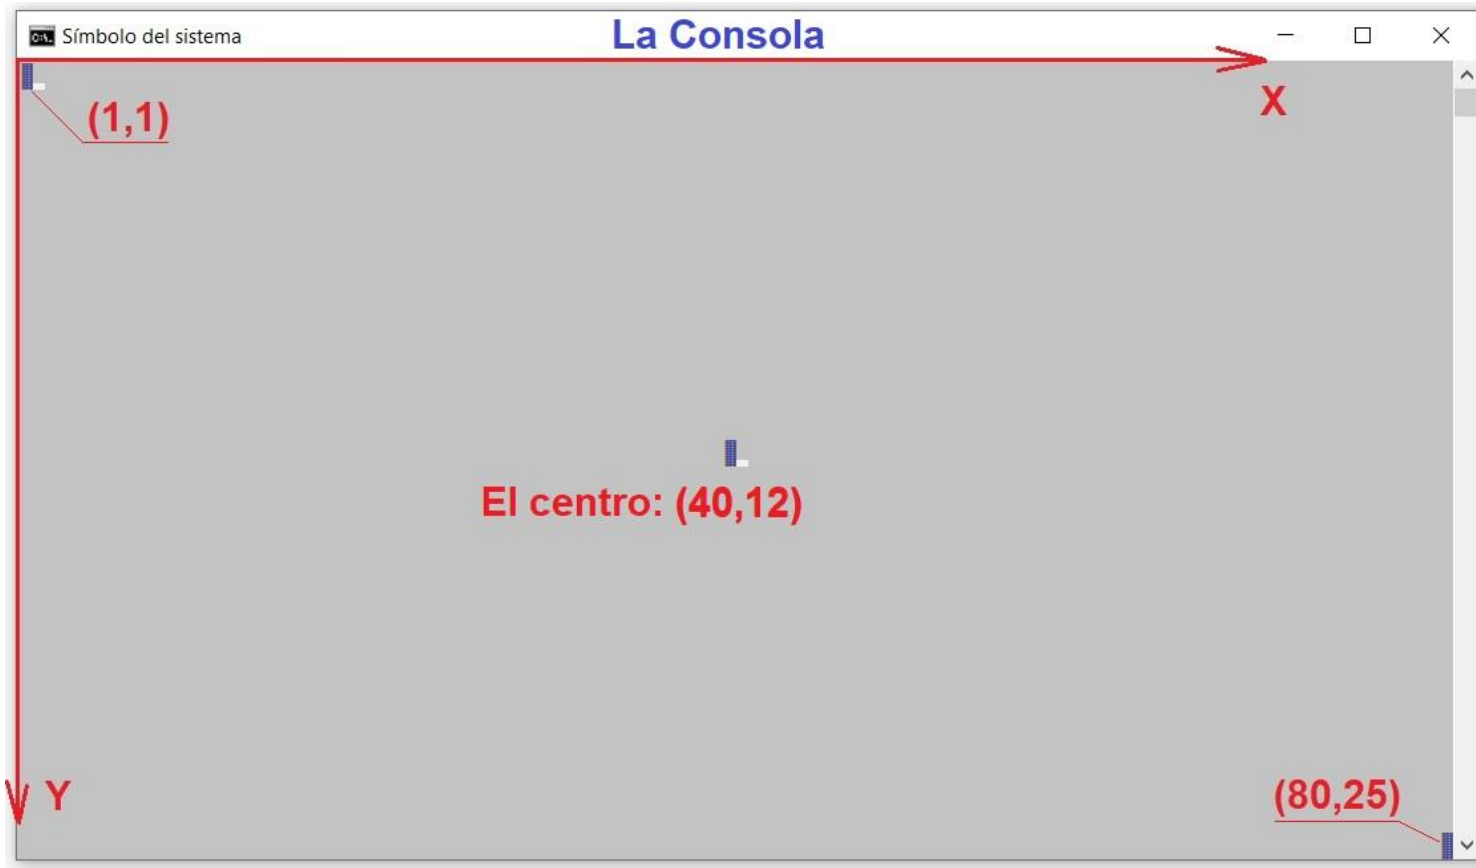 Símbolo del sistema
La Consola
X
(1,1)
El centro: (40,12)
Y
(80,25)